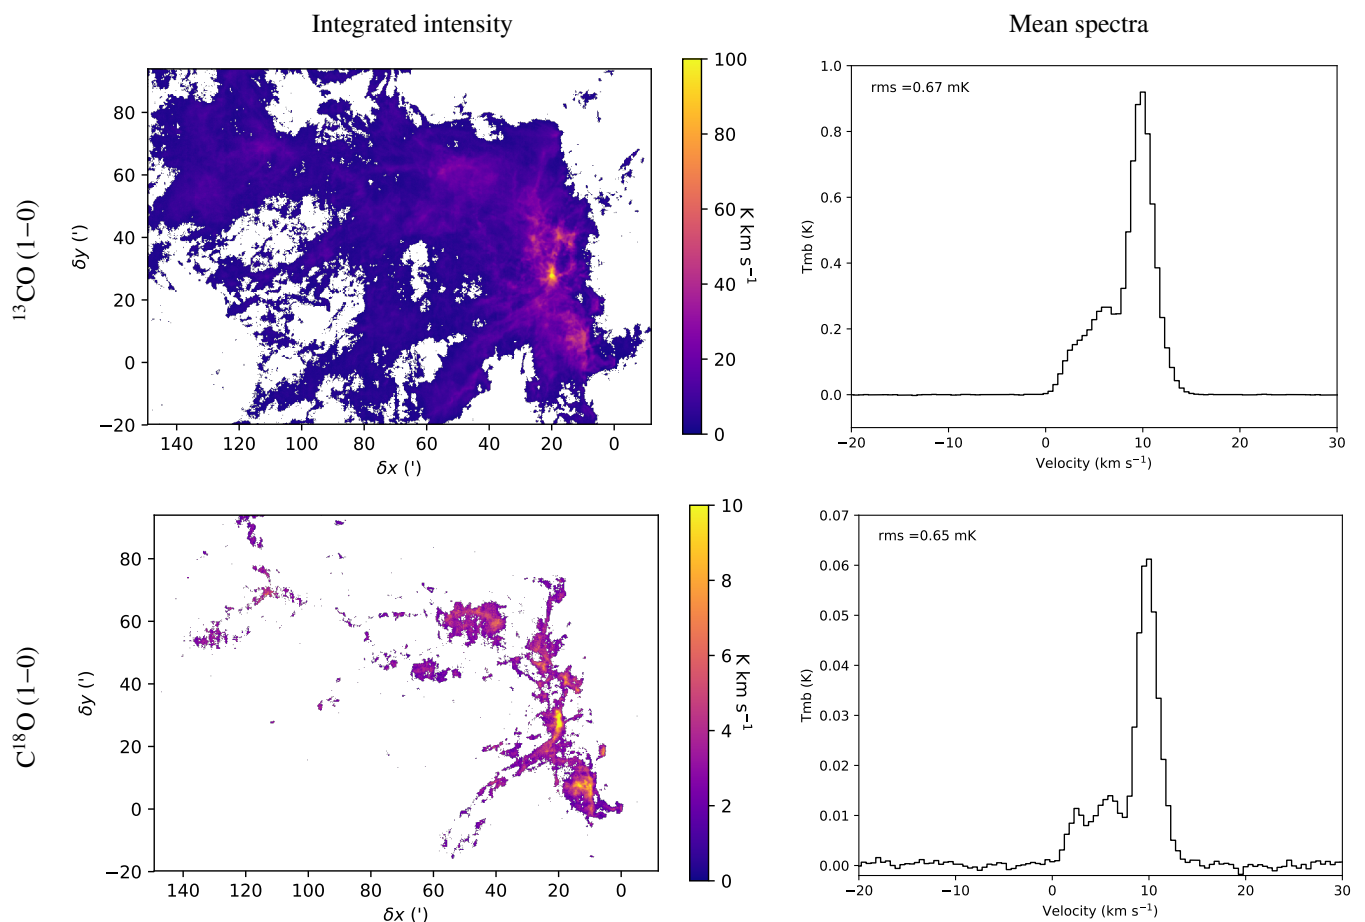 Integrated intensity
Mean spectra
¹³CO (1–0)
80
60
40
20
0
−20
δy (')
140 120 100 80 60 40 20 0
δx (')
100
80
60
40
20
0
K km s⁻¹
rms =0.67 mK
1.0
0.8
0.6
0.4
0.2
0.0
Tmb (K)
−20 −10 0 10 20 30
Velocity (km s⁻¹)
C¹⁸O (1–0)
80
60
40
20
0
−20
δy (')
140 120 100 80 60 40 20 0
δx (')
10
8
6
4
2
0
K km s⁻¹
rms =0.65 mK
0.07
0.06
0.05
0.04
0.03
0.02
0.01
0.00
Tmb (K)
−20 −10 0 10 20 30
Velocity (km s⁻¹)